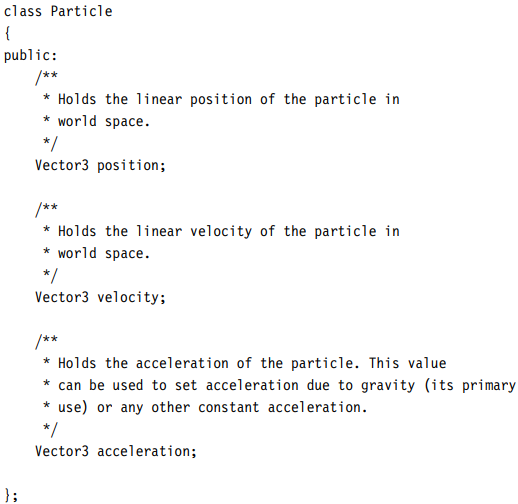 class Particle
{
public:
    /**
     * Holds the linear position of the particle in
     * world space.
     */
    Vector3 position;

    /**
     * Holds the linear velocity of the particle in
     * world space.
     */
    Vector3 velocity;

    /**
     * Holds the acceleration of the particle. This value
     * can be used to set acceleration due to gravity (its primary
     * use) or any other constant acceleration.
     */
    Vector3 acceleration;

};